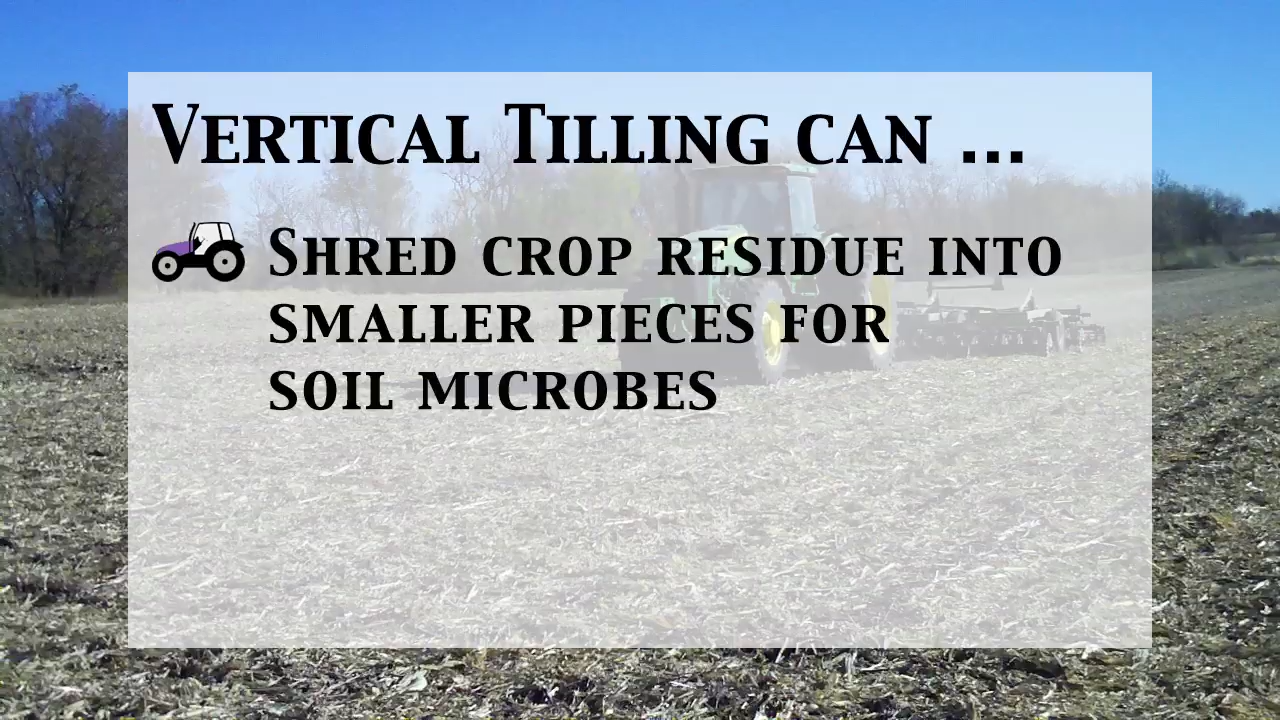 Vertical Tilling can ...
Shred crop residue into
smaller pieces for
soil microbes